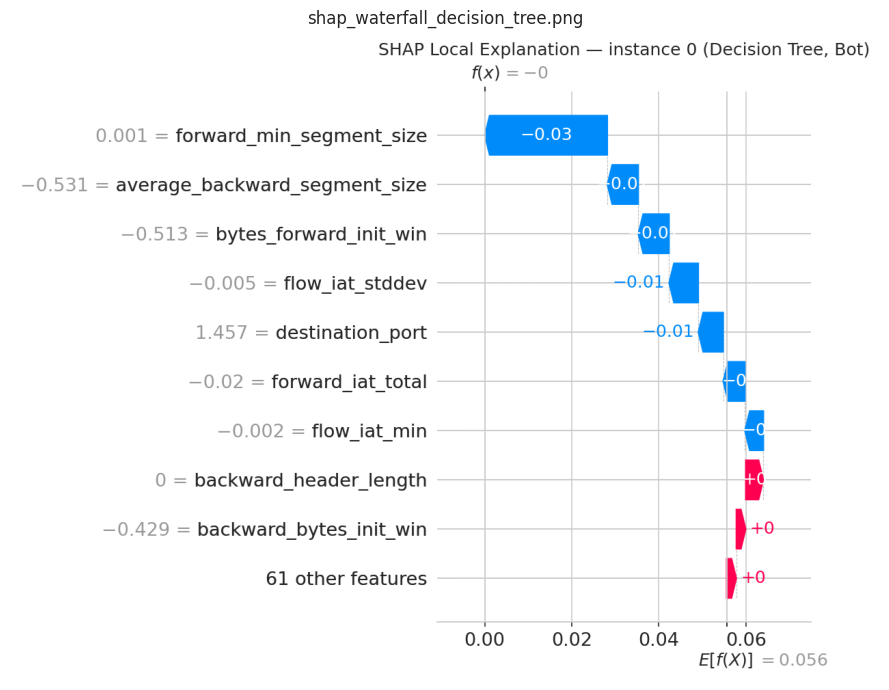 shap_waterfall_decision_tree.png
SHAP Local Explanation — instance 0 (Decision Tree, Bot)
f(x) = −0
0.001 = forward_min_segment_size
−0.03
−0.531 = average_backward_segment_size
−0.0
−0.513 = bytes_forward_init_win
−0.0
−0.005 = flow_iat_stddev
−0.01
1.457 = destination_port
−0.01
−0.02 = forward_iat_total
−0
−0.002 = flow_iat_min
−0
0 = backward_header_length
+0
−0.429 = backward_bytes_init_win
+0
61 other features
+0
0.00 0.02 0.04 0.06
E[f(X)] = 0.056